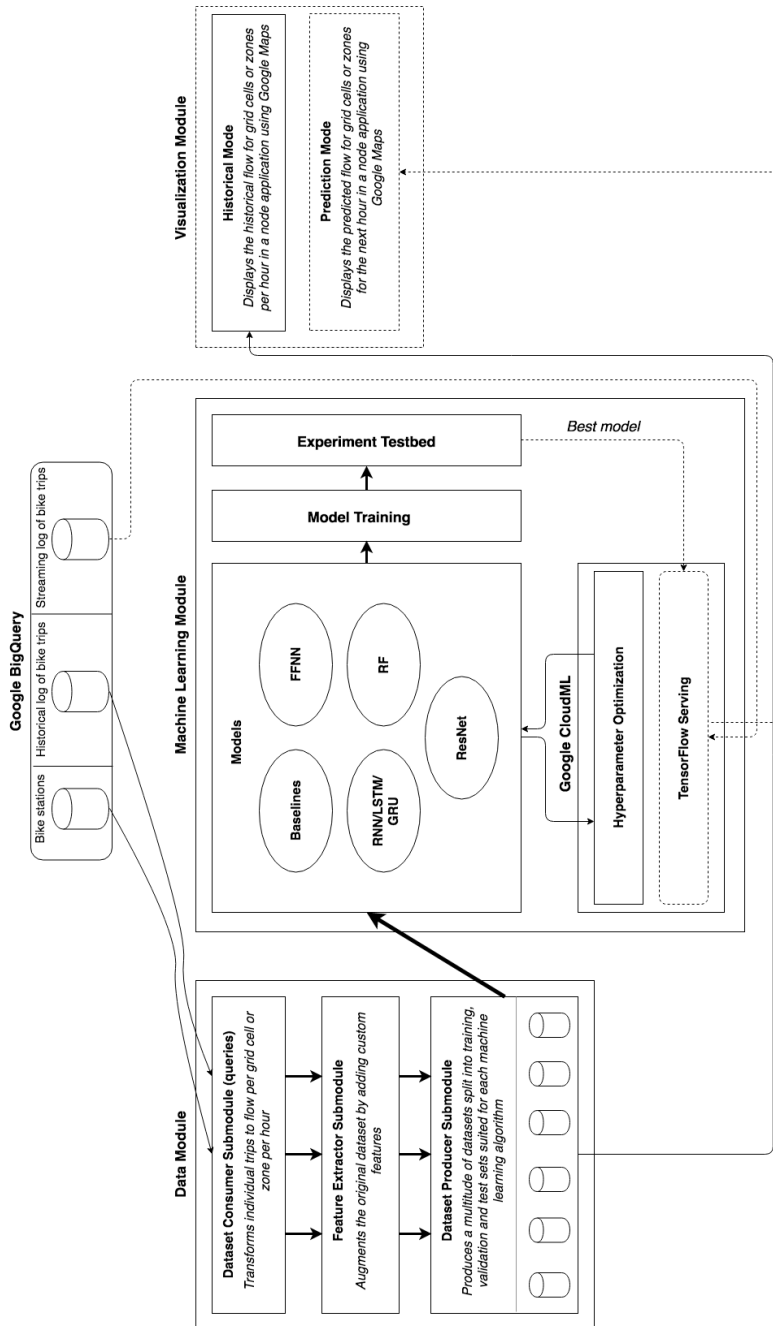 Google BigQuery
Bike stations
Historical log of bike trips
Streaming log of bike trips
Data Module
Dataset Consumer Submodule (queries)
Transforms individual trips to flow per grid cell or
zone per hour
Feature Extractor Submodule
Augments the original dataset by adding custom
features
Dataset Producer Submodule
Produces a multitude of datasets split into training,
validation and test sets suited for each machine
learning algorithm
Machine Learning Module
Models
Baselines
FFNN
RNN/LSTM/
GRU
RF
ResNet
Model Training
Experiment Testbed
Best model
Google CloudML
Hyperparameter Optimization
TensorFlow Serving
Visualization Module
Historical Mode
Displays the historical flow for grid cells or zones
per hour in a node application using Google Maps
Prediction Mode
Displays the predicted flow for grid cells or zones
for the next hour in a node application using
Google Maps